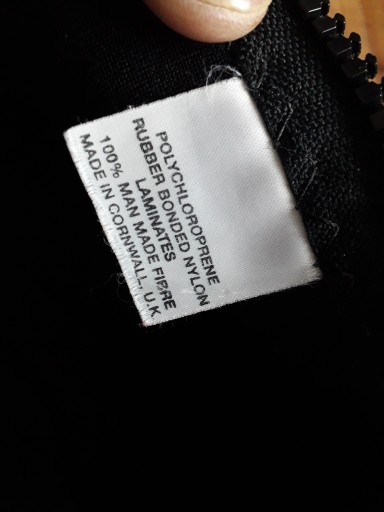 POLYCHLOROPRENE
RUBBER BONDED NYLON
LAMINATES
100% MAN MADE FIBRE
MADE IN CORNWALL, U.K.